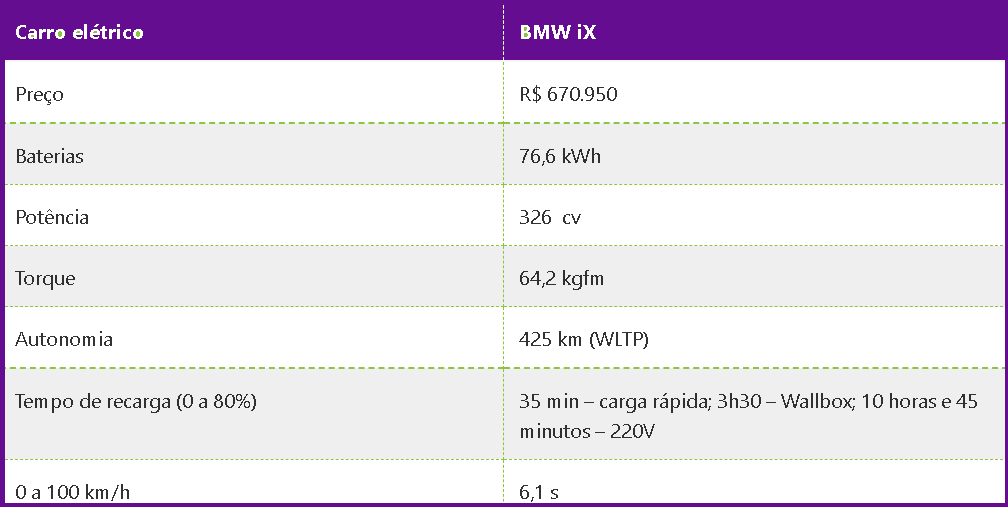 Carro elétrico BMW iX
Preço R$ 670.950
Baterias 76,6 kWh
Potência 326 cv
Torque 64,2 kgfm
Autonomia 425 km (WLTP)
Tempo de recarga (0 a 80%) 35 min – carga rápida; 3h30 – Wallbox; 10 horas e 45
minutos – 220V
0 a 100 km/h 6,1 s